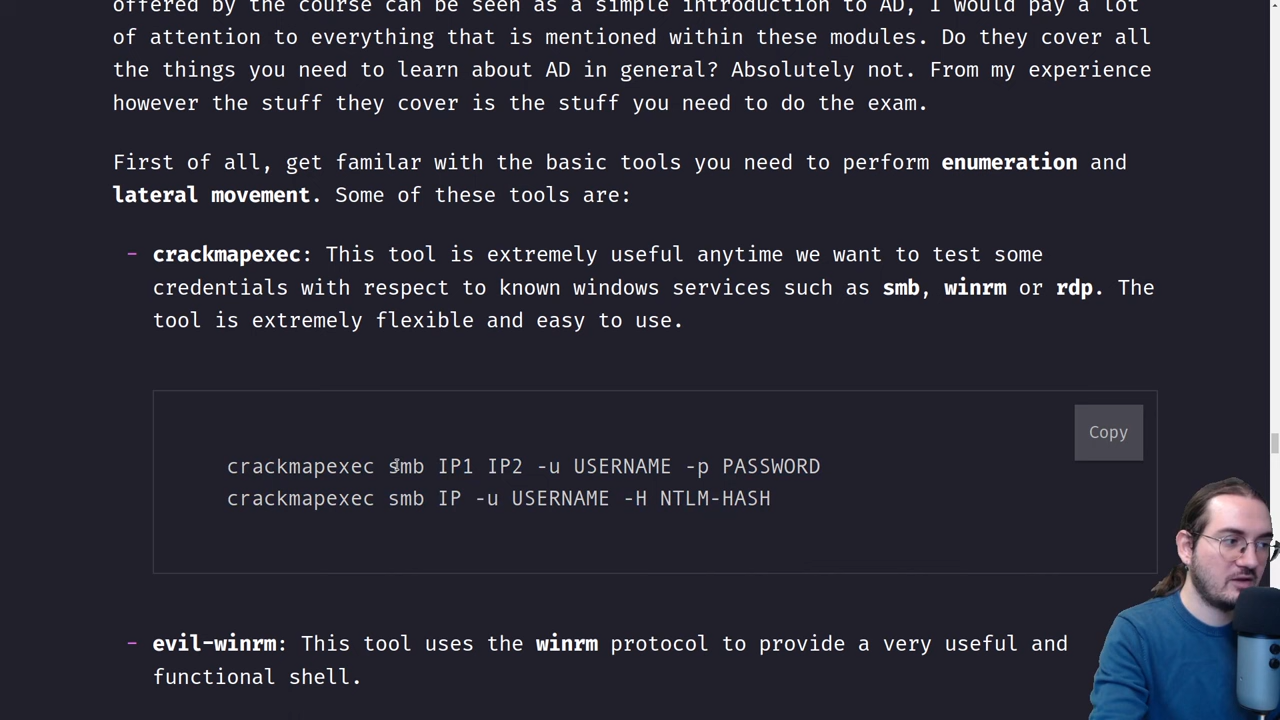 offered by the course can be seen as a simple introduction to AD, I would pay a lot
of attention to everything that is mentioned within these modules. Do they cover all
the things you need to learn about AD in general? Absolutely not. From my experience
however the stuff they cover is the stuff you need to do the exam.
First of all, get familar with the basic tools you need to perform enumeration and
lateral movement. Some of these tools are:
- crackmapexec: This tool is extremely useful anytime we want to test some
credentials with respect to known windows services such as smb, winrm or rdp. The
tool is extremely flexible and easy to use.
Copy
crackmapexec smb IP1 IP2 -u USERNAME -p PASSWORD
crackmapexec smb IP -u USERNAME -H NTLM-HASH
- evil-winrm: This tool uses the winrm protocol to provide a very useful and
functional shell.